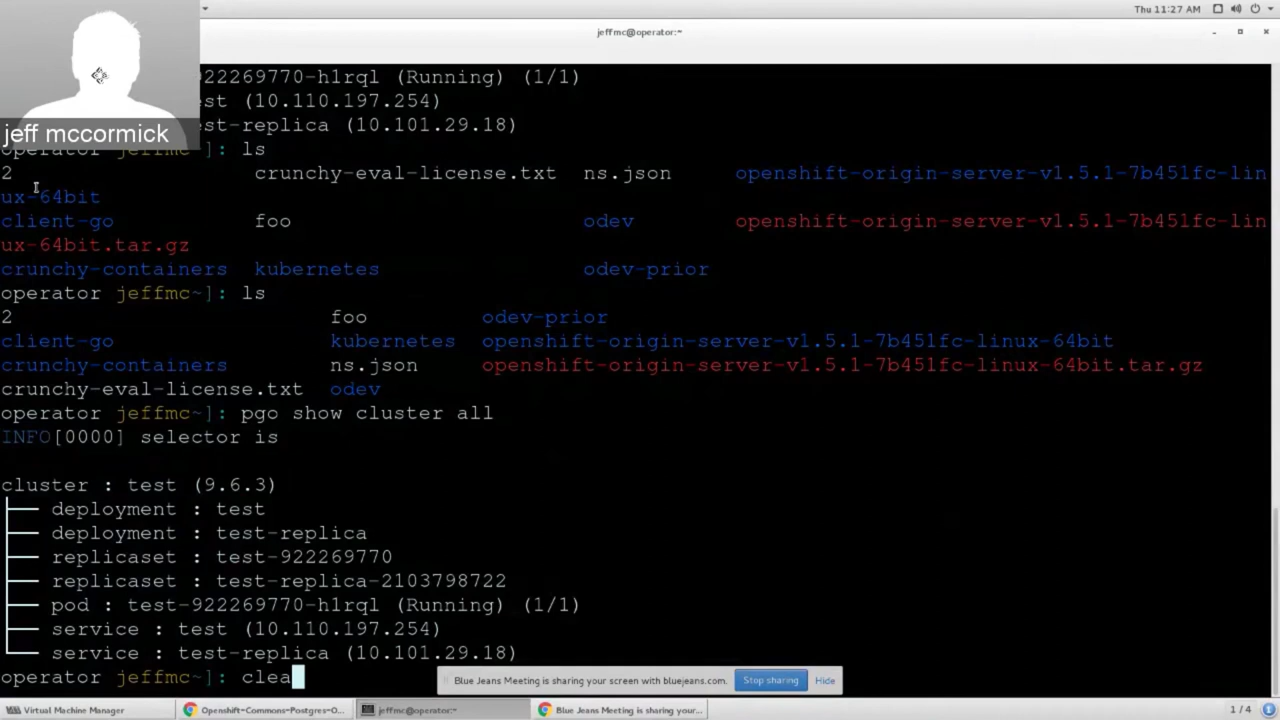 Thu 11:27 AM
jeffmc@operator:~
jeff mccormick
22269770-h1rql (Running) (1/1)
st (10.110.197.254)
st-replica (10.101.29.18)
operator jeffmc~]: ls
2 crunchy-eval-license.txt ns.json openshift-origin-server-v1.5.1-7b451fc-lin
ux-64bit
client-go foo odev openshift-origin-server-v1.5.1-7b451fc-lin
ux-64bit.tar.gz
crunchy-containers kubernetes odev-prior
operator jeffmc~]: ls
2 foo odev-prior
client-go kubernetes openshift-origin-server-v1.5.1-7b451fc-linux-64bit
crunchy-containers ns.json openshift-origin-server-v1.5.1-7b451fc-linux-64bit.tar.gz
crunchy-eval-license.txt odev
operator jeffmc~]: pgo show cluster all
INFO[0000] selector is
cluster : test (9.6.3)
├── deployment : test
├── deployment : test-replica
├── replicaset : test-922269770
├── replicaset : test-replica-2103798722
├── pod : test-922269770-h1rql (Running) (1/1)
├── service : test (10.110.197.254)
└── service : test-replica (10.101.29.18)
operator jeffmc~]: clea
Blue Jeans Meeting is sharing your screen with bluejeans.com. Stop sharing Hide
Virtual Machine Manager Openshift-Commons-Postgres-O... jeffmc@operator:~ Blue Jeans Meeting is sharing your... 1 / 4